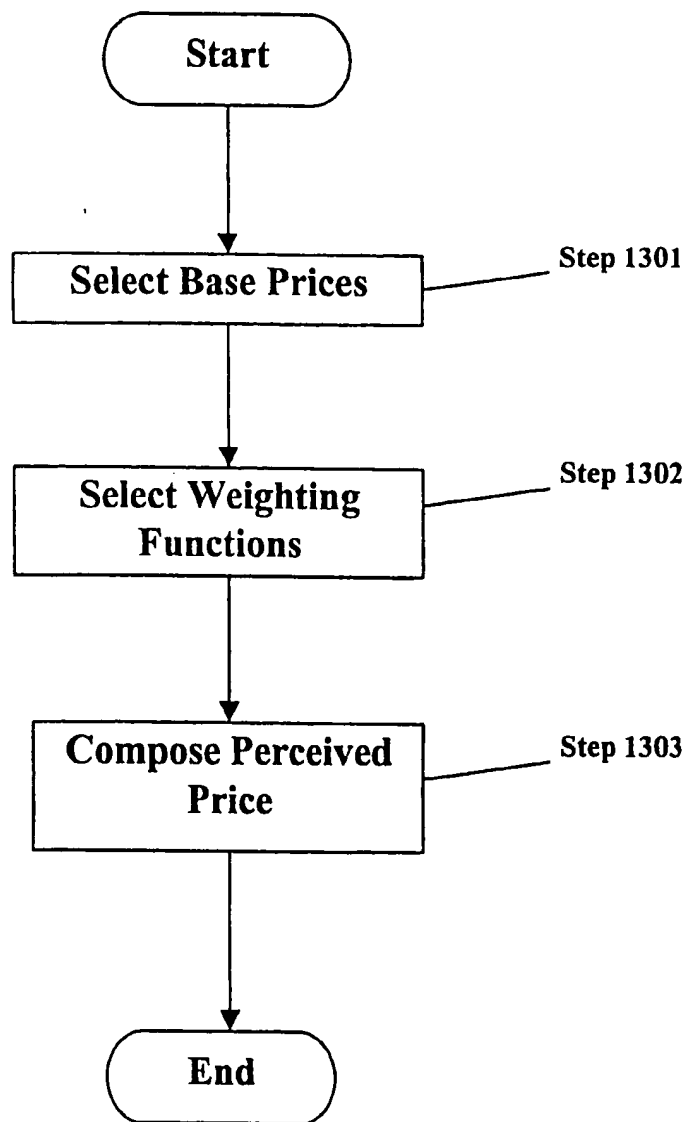 Start
Select Base Prices
Step 1301
Select Weighting
Functions
Step 1302
Compose Perceived
Price
Step 1303
End